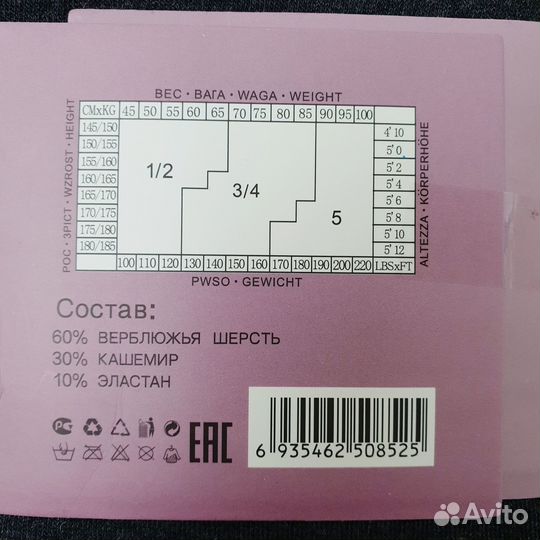 ВЕС · ВАГА · WAGA · WEIGHT
РОС · ЗРІСТ · WZROST · HEIGHT
CMxKG 45 50 55 60 65 70 75 80 85 90 95 100
145/150 4' 10
150/155 5' 0
155/160 5' 2
160/165 5' 4
165/170 5' 6
170/175 5' 8
175/180 5' 10
180/185 5' 12
1/2
3/4
5
100 110 120 130 140 150 160 170 180 190 200 220 LBSxFT
ALTEZZA · KÖRPERHÖHE
PWSO · GEWICHT
Состав:
60% ВЕРБЛЮЖЬЯ ШЕРСТЬ
30% КАШЕМИР
10% ЭЛАСТАН
EAC
6 935462 508525
Avito